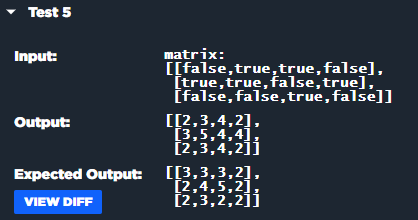 Test 5
Input: matrix:
[[false,true,true,false],
[true,true,false,true],
[false,false,true,false]]
Output: [[2,3,4,2],
[3,5,4,4],
[2,3,4,2]]
Expected Output: [[3,3,3,2],
[2,4,5,2],
[2,3,2,2]]
VIEW DIFF